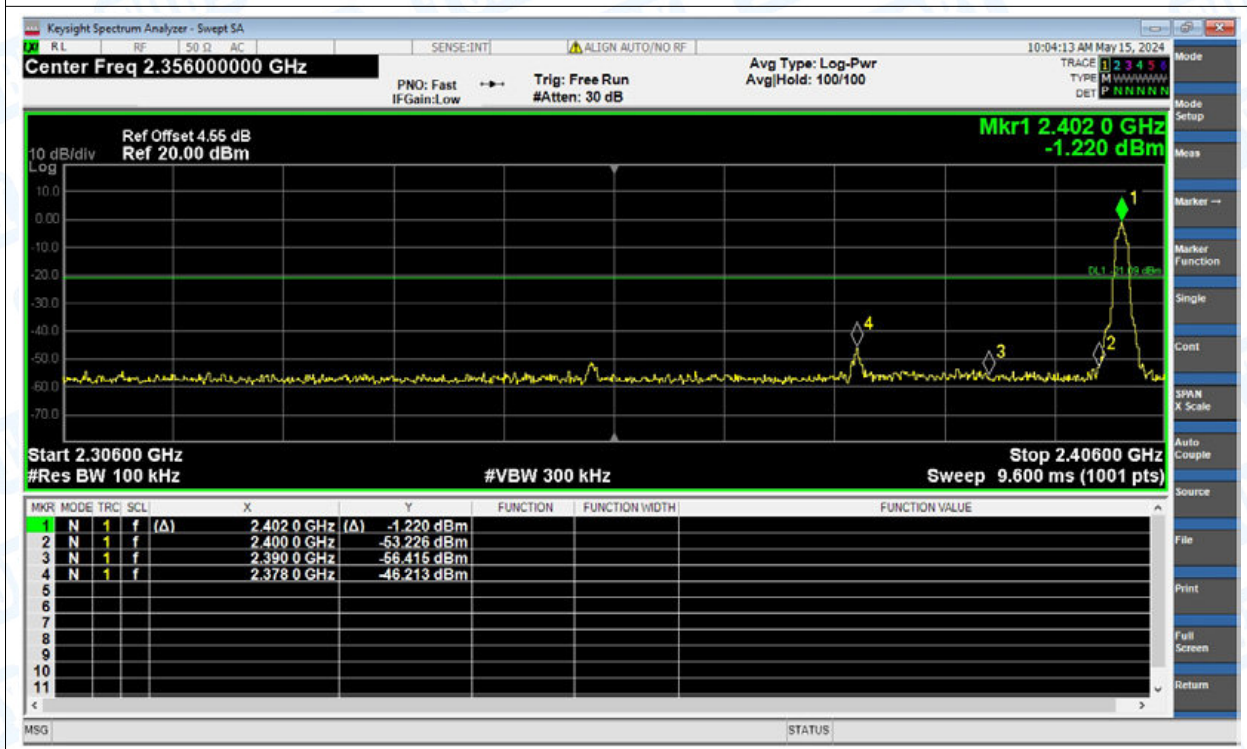 Keysight Spectrum Analyzer - Swept SA
LXI RL RF 50 Ω AC SENSE:INT ALIGN AUTO/NO RF 10:04:13 AM May 15, 2024
Center Freq 2.356000000 GHz
PNO: Fast
IFGain:Low
Trig: Free Run
#Atten: 30 dB
Avg Type: Log-Pwr
Avg|Hold: 100/100
TRACE 1 2 3 4 5 6
TYPE M WWWWW
DET P N N N N N
Ref Offset 4.55 dB
10 dB/div Ref 20.00 dBm
Log
Mkr1 2.402 0 GHz
-1.220 dBm
10.0
0.00
-10.0
-20.0
-30.0
-40.0
-50.0
-60.0
-70.0
1
DL1 -21.09 dBm
4
3
2
Start 2.30600 GHz Stop 2.40600 GHz
#Res BW 100 kHz #VBW 300 kHz Sweep 9.600 ms (1001 pts)
MKR MODE TRC SCL X Y FUNCTION FUNCTION WIDTH FUNCTION VALUE
1 N 1 f (Δ) 2.402 0 GHz (Δ) -1.220 dBm
2 N 1 f 2.400 0 GHz -53.226 dBm
3 N 1 f 2.390 0 GHz -56.415 dBm
4 N 1 f 2.378 0 GHz -46.213 dBm
5
6
7
8
9
10
11
MSG STATUS
Mode
Mode Setup
Meas
Marker →
Marker Function
Single
Cont
SPAN X Scale
Auto Couple
Source
File
Print
Full Screen
Return